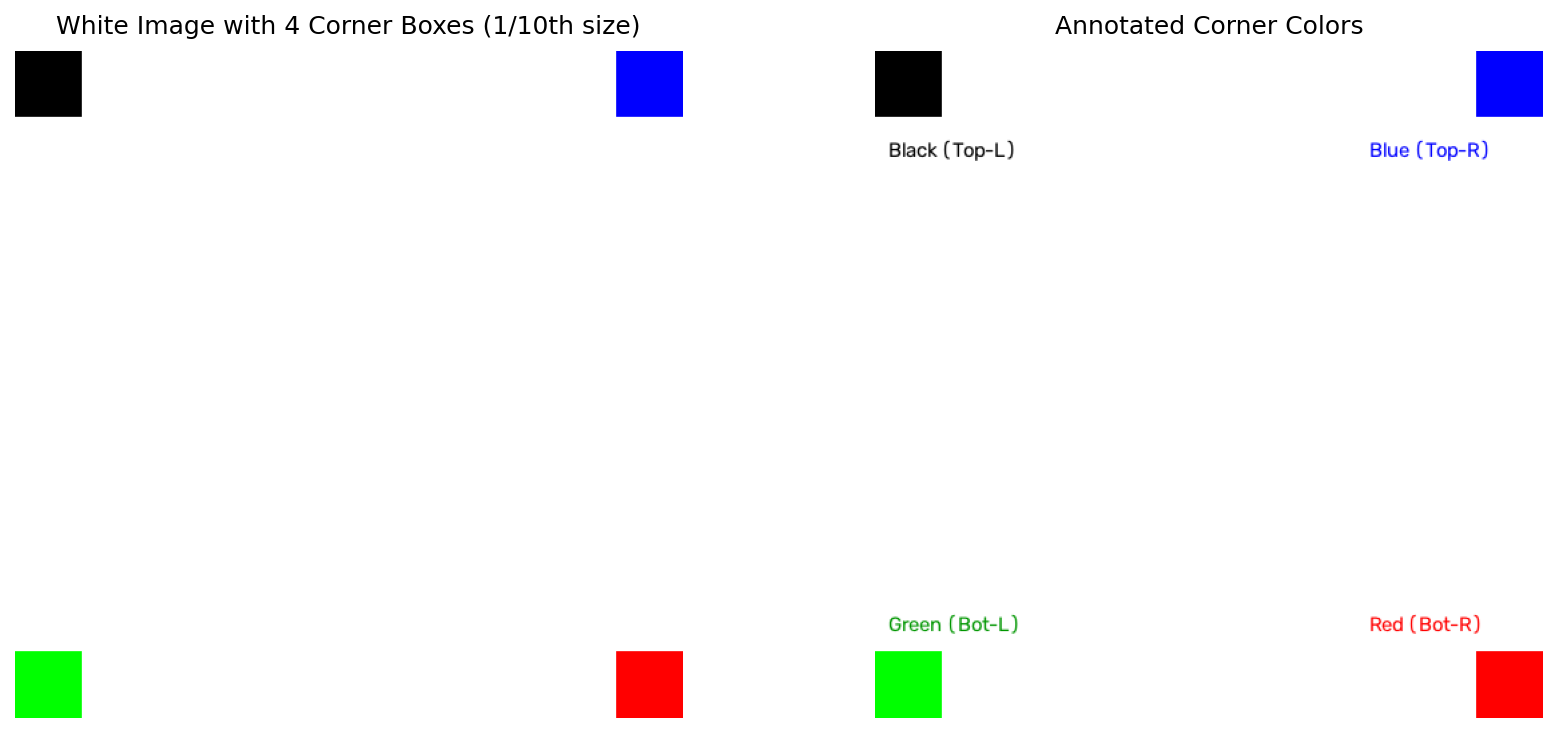 White Image with 4 Corner Boxes (1/10th size)
Annotated Corner Colors
Black (Top-L)
Blue (Top-R)
Green (Bot-L)
Red (Bot-R)